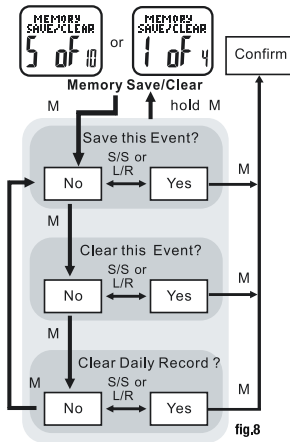 MEMORY
SAVE/CLEAR
5 of 10
or
MEMORY
SAVE/CLEAR
1 of 4
Confirm
Memory Save/Clear
M
hold M
Save this Event?
S/S or
L/R
No
Yes
M
M
Clear this Event?
S/S or
L/R
No
Yes
M
M
Clear Daily Record ?
M
S/S or
L/R
No
Yes
M
fig.8